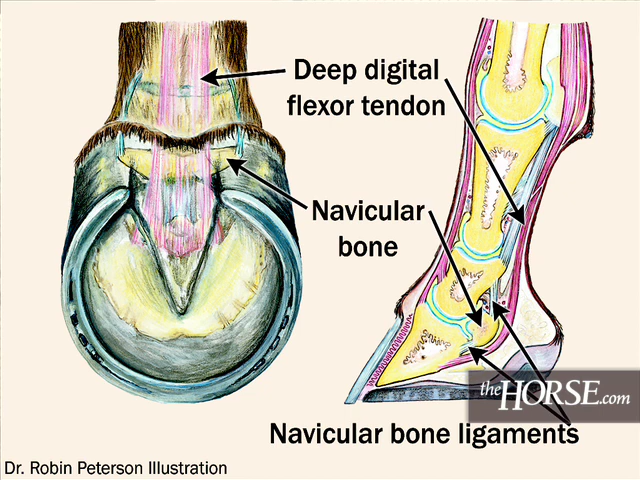 Deep digital
flexor tendon
Navicular
bone
theHORSE.com
Navicular bone ligaments
Dr. Robin Peterson Illustration